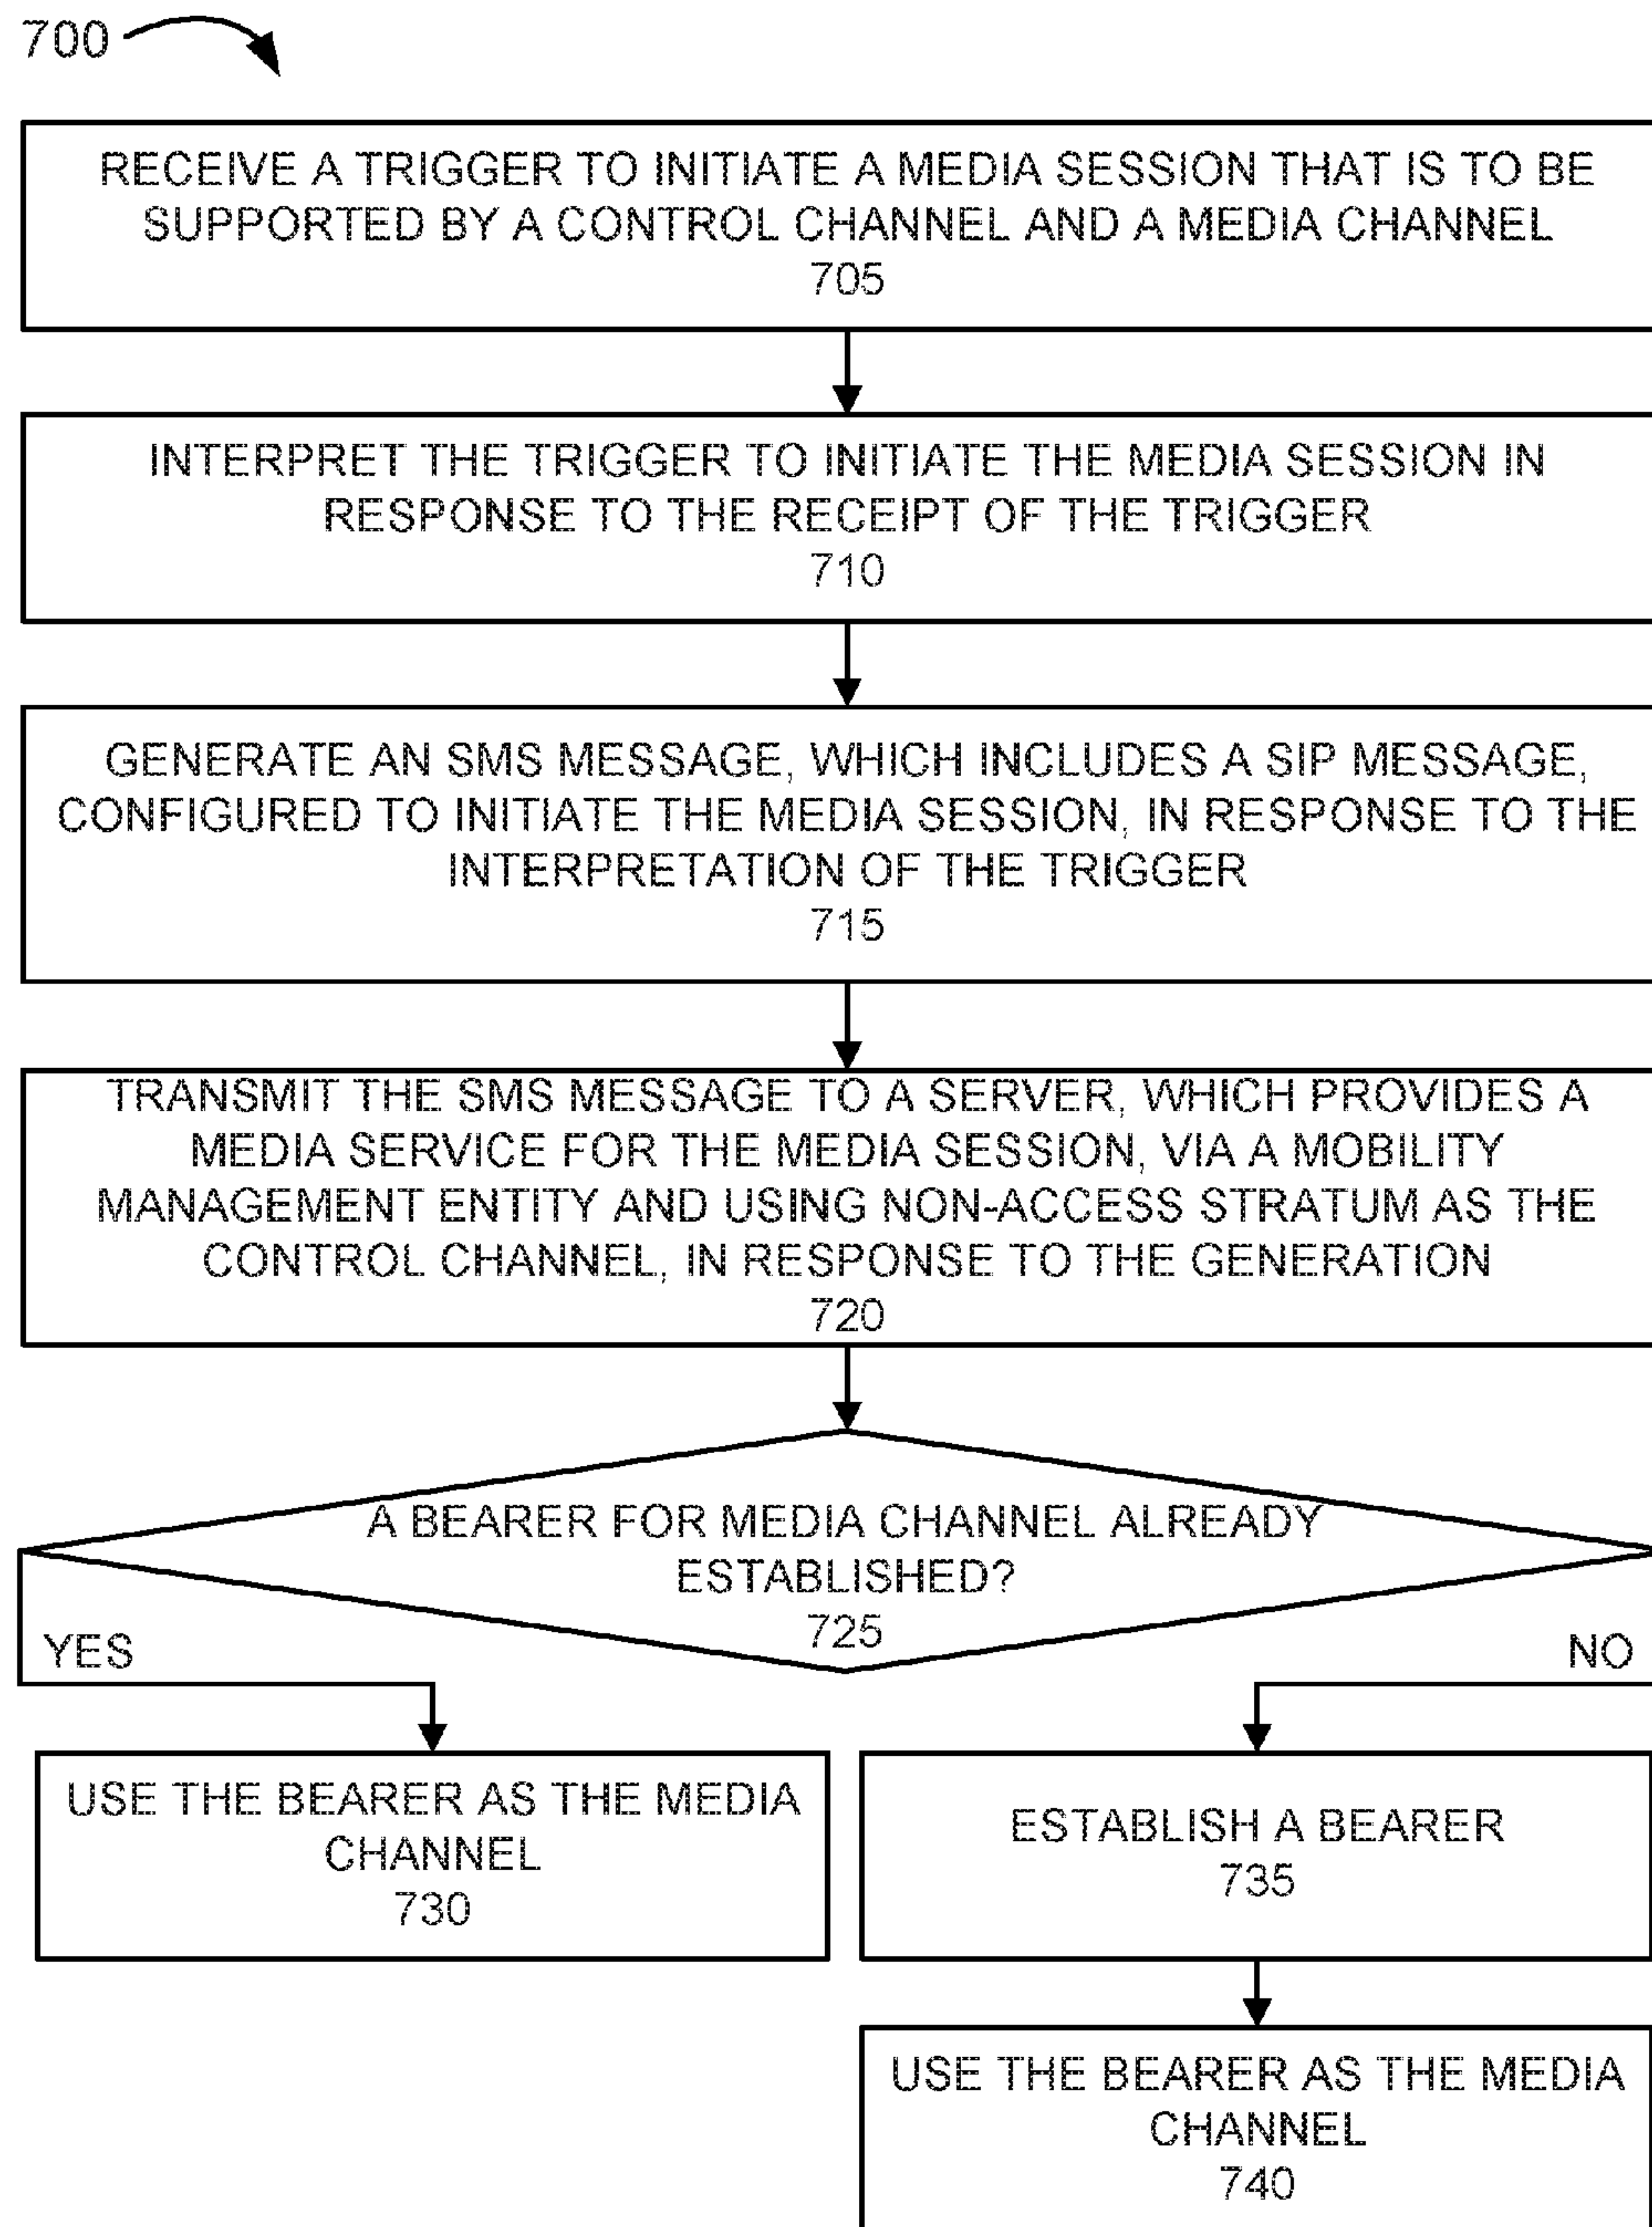 700
RECEIVE A TRIGGER TO INITIATE A MEDIA SESSION THAT IS TO BE
SUPPORTED BY A CONTROL CHANNEL AND A MEDIA CHANNEL
705
INTERPRET THE TRIGGER TO INITIATE THE MEDIA SESSION IN
RESPONSE TO THE RECEIPT OF THE TRIGGER
710
GENERATE AN SMS MESSAGE, WHICH INCLUDES A SIP MESSAGE,
CONFIGURED TO INITIATE THE MEDIA SESSION, IN RESPONSE TO THE
INTERPRETATION OF THE TRIGGER
715
TRANSMIT THE SMS MESSAGE TO A SERVER, WHICH PROVIDES A
MEDIA SERVICE FOR THE MEDIA SESSION, VIA A MOBILITY
MANAGEMENT ENTITY AND USING NON-ACCESS STRATUM AS THE
CONTROL CHANNEL, IN RESPONSE TO THE GENERATION
720
A BEARER FOR MEDIA CHANNEL ALREADY
ESTABLISHED?
725
YES
NO
USE THE BEARER AS THE MEDIA
CHANNEL
730
ESTABLISH A BEARER
735
USE THE BEARER AS THE MEDIA
CHANNEL
740